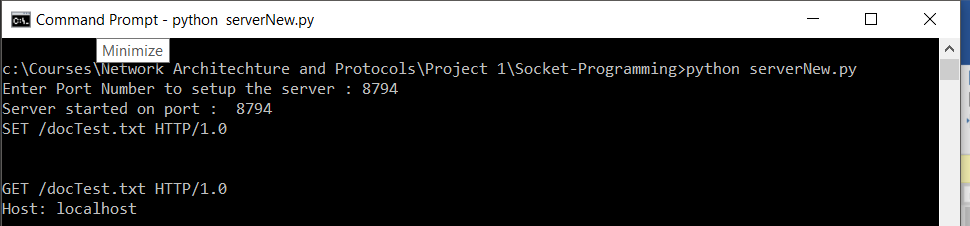 Command Prompt - python serverNew.py
Minimize
c:\Courses\Network Architechture and Protocols\Project 1\Socket-Programming>python serverNew.py
Enter Port Number to setup the server : 8794
Server started on port :  8794
SET /docTest.txt HTTP/1.0
GET /docTest.txt HTTP/1.0
Host: localhost